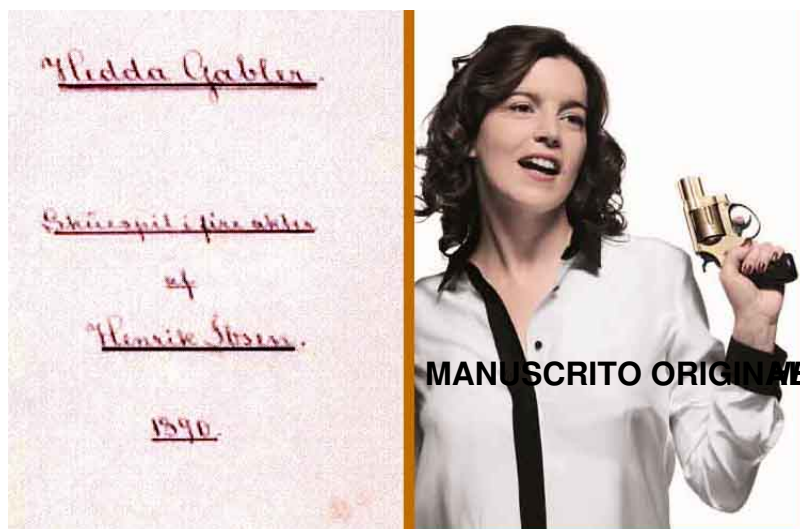 Hedda Gabler.
Skuespil i fire akter
af
Henrik Ibsen.
1890.
MANUSCRITO ORIGINAL